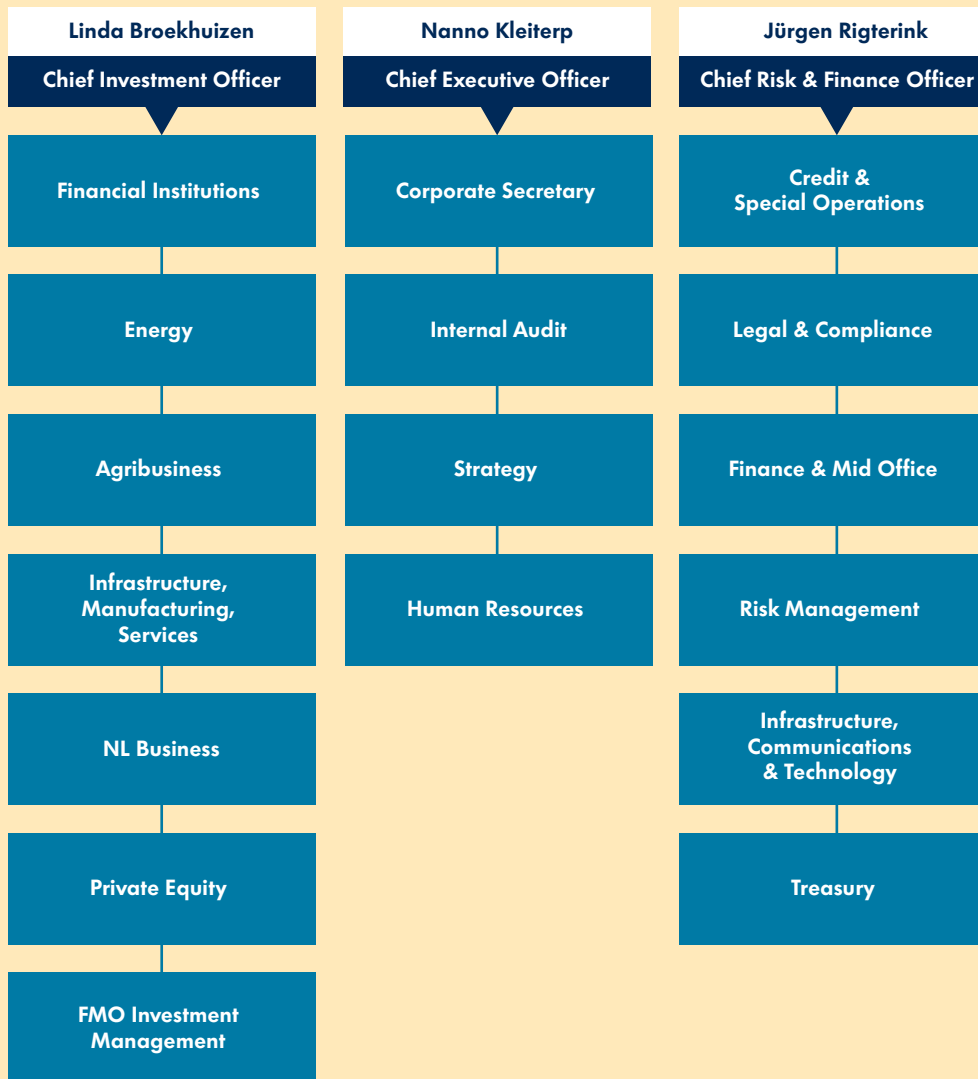 Linda Broekhuizen
Chief Investment Officer
Financial Institutions
Energy
Agribusiness
Infrastructure,
Manufacturing,
Services
NL Business
Private Equity
FMO Investment
Management
Nanno Kleiterp
Chief Executive Officer
Corporate Secretary
Internal Audit
Strategy
Human Resources
Jürgen Rigterink
Chief Risk & Finance Officer
Credit &
Special Operations
Legal & Compliance
Finance & Mid Office
Risk Management
Infrastructure,
Communications
& Technology
Treasury